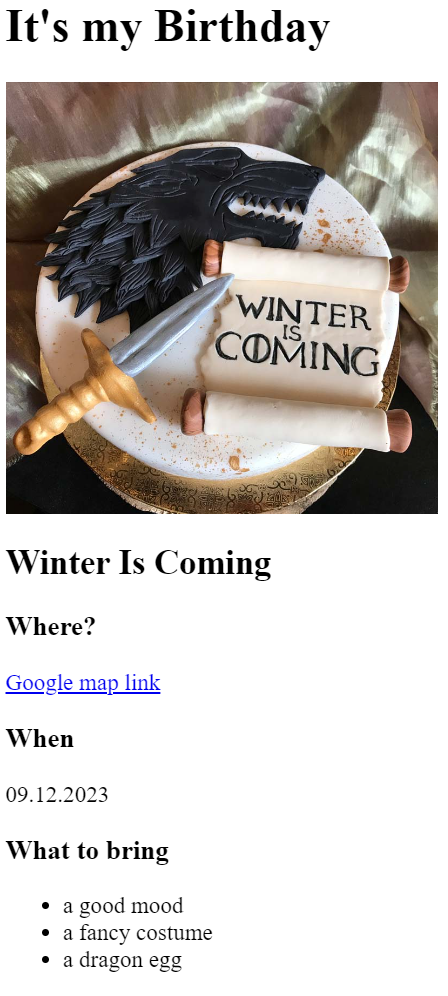 It's my Birthday
WINTER
IS
COMING
Winter Is Coming
Where?
Google map link
When
09.12.2023
What to bring
a good mood
a fancy costume
a dragon egg